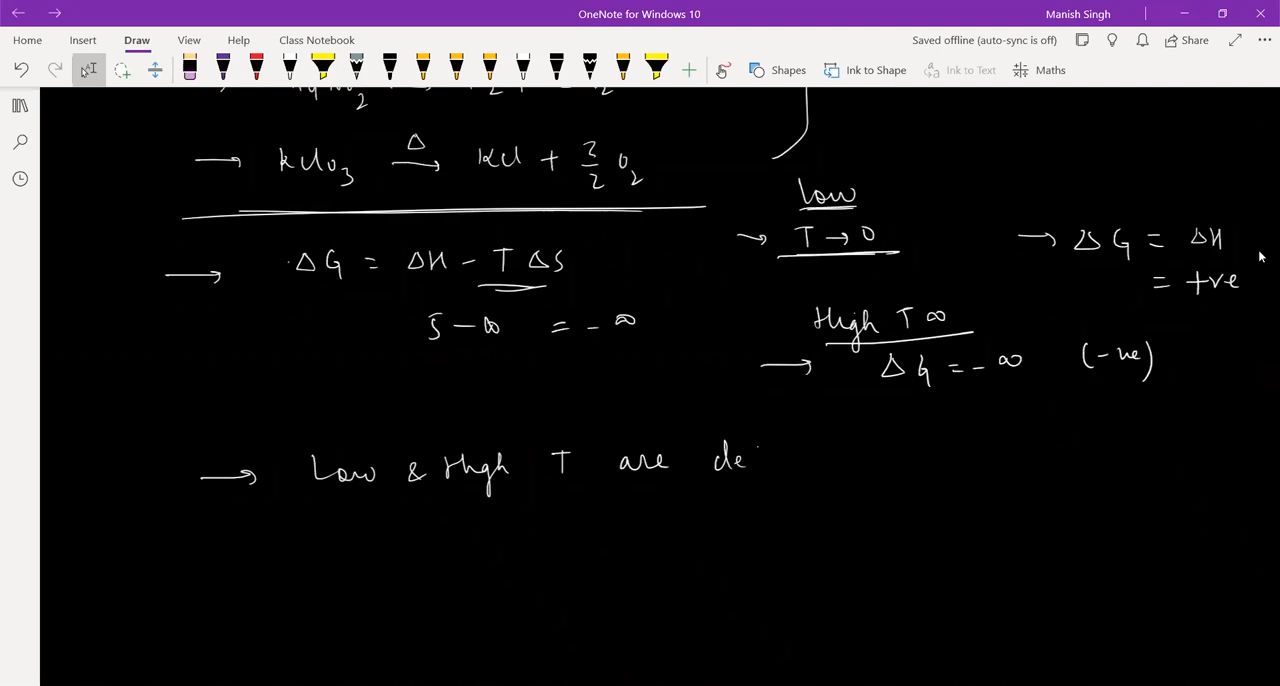 OneNote for Windows 10
Manish Singh
Home Insert Draw View Help Class Notebook
Saved offline (auto-sync is off) Share
Shapes Ink to Shape Ink to Text Maths
→ KClO3 Δ→ KCl + 3/2 O2
Low
→ T → 0
→ ΔG = ΔH
= +ve
→ ΔG = ΔH - TΔS
5 - ∞ = - ∞
High T ∞
→ ΔG = - ∞ (-ve)
→ Low & High T are de